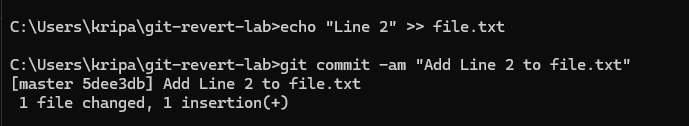 C:\Users\kripa\git-revert-lab>echo "Line 2" >> file.txt
C:\Users\kripa\git-revert-lab>git commit -am "Add Line 2 to file.txt"
[master 5dee3db] Add Line 2 to file.txt
 1 file changed, 1 insertion(+)